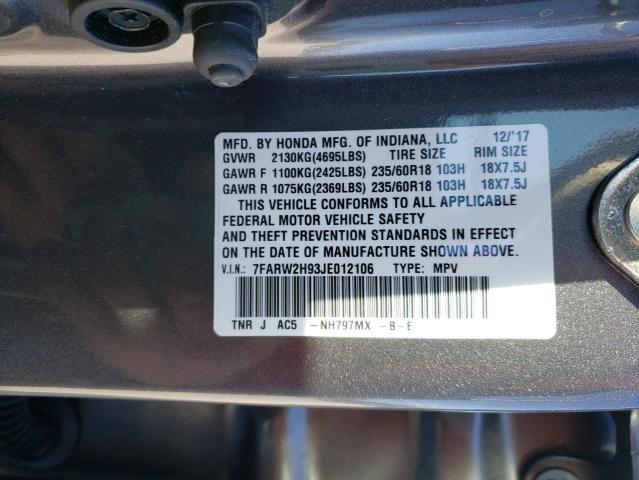 MFD. BY HONDA MFG. OF INDIANA, LLC 12/'17
GVWR 2130KG(4695LBS) TIRE SIZE RIM SIZE
GAWR F 1100KG(2425LBS) 235/60R18 103H 18X7.5J
GAWR R 1075KG(2369LBS) 235/60R18 103H 18X7.5J
THIS VEHICLE CONFORMS TO ALL APPLICABLE
FEDERAL MOTOR VEHICLE SAFETY
AND THEFT PREVENTION STANDARDS IN EFFECT
ON THE DATE OF MANUFACTURE SHOWN ABOVE.
V.I.N.: 7FARW2H93JE012106 TYPE: MPV
TNR J AC5 -NH797MX -B-E